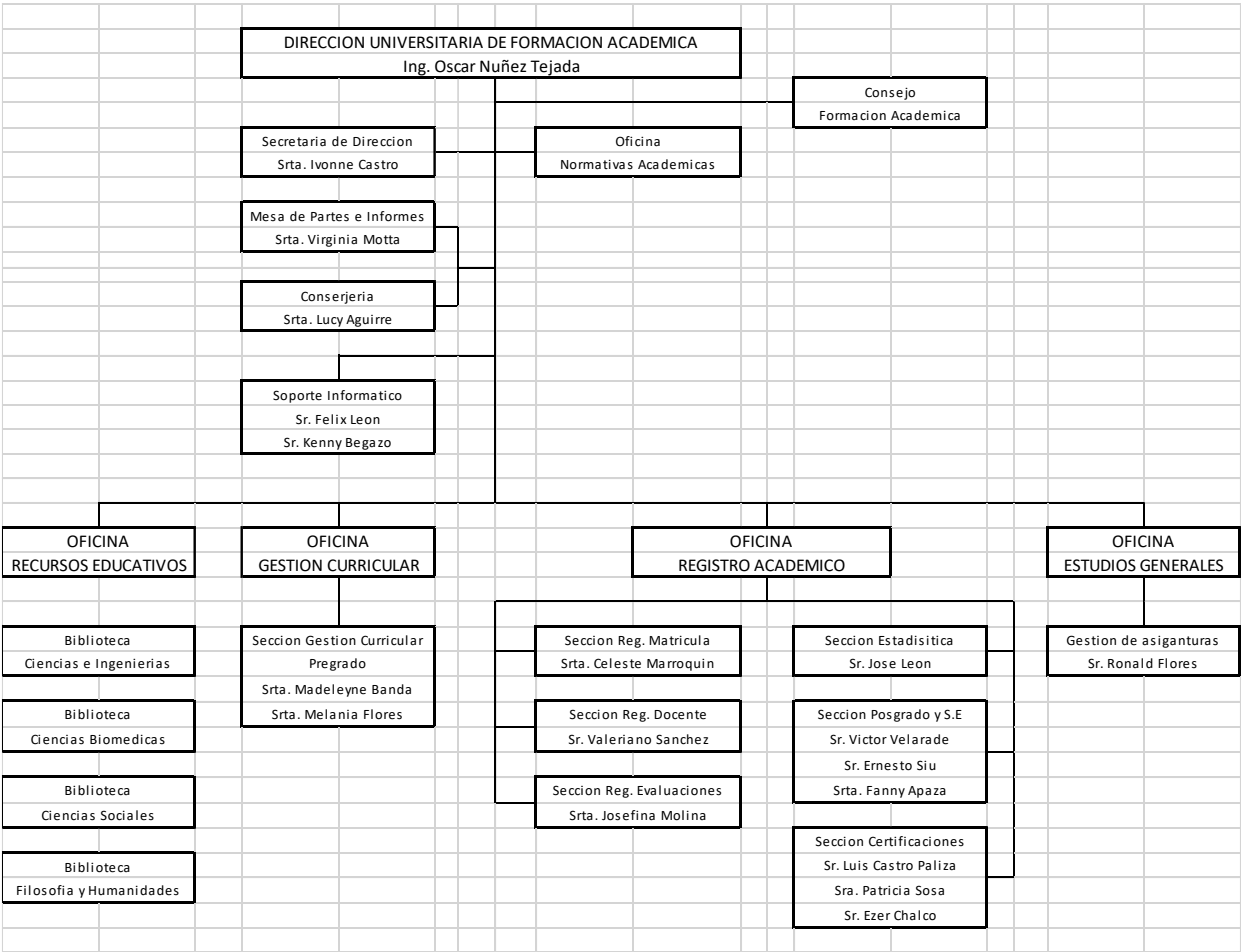 DIRECCION UNIVERSITARIA DE FORMACION ACADEMICA
Ing. Oscar Nuñez Tejada
Consejo
Formacion Academica
Secretaria de Direccion
Srta. Ivonne Castro
Oficina
Normativas Academicas
Mesa de Partes e Informes
Srta. Virginia Motta
Conserjeria
Srta. Lucy Aguirre
Soporte Informatico
Sr. Felix Leon
Sr. Kenny Begazo
OFICINA
RECURSOS EDUCATIVOS
OFICINA
GESTION CURRICULAR
OFICINA
REGISTRO ACADEMICO
OFICINA
ESTUDIOS GENERALES
Biblioteca
Ciencias e Ingenierias
Biblioteca
Ciencias Biomedicas
Biblioteca
Ciencias Sociales
Biblioteca
Filosofia y Humanidades
Seccion Gestion Curricular
Pregrado
Srta. Madeleyne Banda
Srta. Melania Flores
Seccion Reg. Matricula
Srta. Celeste Marroquin
Seccion Reg. Docente
Sr. Valeriano Sanchez
Seccion Reg. Evaluaciones
Srta. Josefina Molina
Seccion Estadisitica
Sr. Jose Leon
Seccion Posgrado y S.E
Sr. Victor Velarade
Sr. Ernesto Siu
Srta. Fanny Apaza
Seccion Certificaciones
Sr. Luis Castro Paliza
Sra. Patricia Sosa
Sr. Ezer Chalco
Gestion de asiganturas
Sr. Ronald Flores